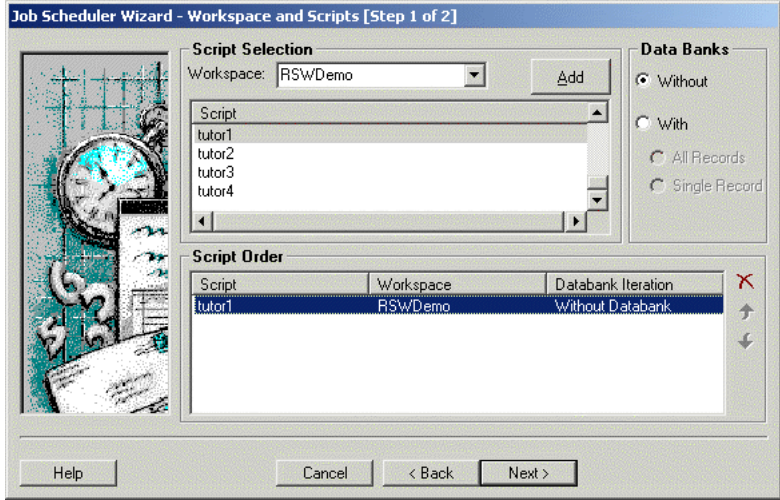 Job Scheduler Wizard - Workspace and Scripts [Step 1 of 2]
Script Selection
Workspace: RSWDemo
Add
Script
tutor1
tutor2
tutor3
tutor4
Data Banks
Without
With
All Records
Single Record
Script Order
Script Workspace Databank Iteration
tutor1 RSWDemo Without Databank
Help Cancel < Back Next >